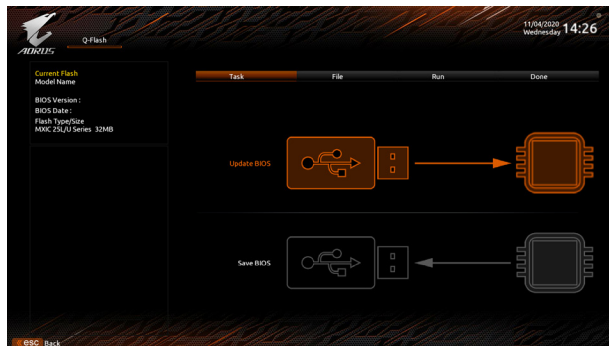 AORUS
Q-Flash
11/04/2020
Wednesday 14:26
Current Flash
Model Name
BIOS Version :
BIOS Date :
Flash Type/Size
MXIC 25L/U Series 32MB
Task File Run Done
Update BIOS
Save BIOS
esc Back